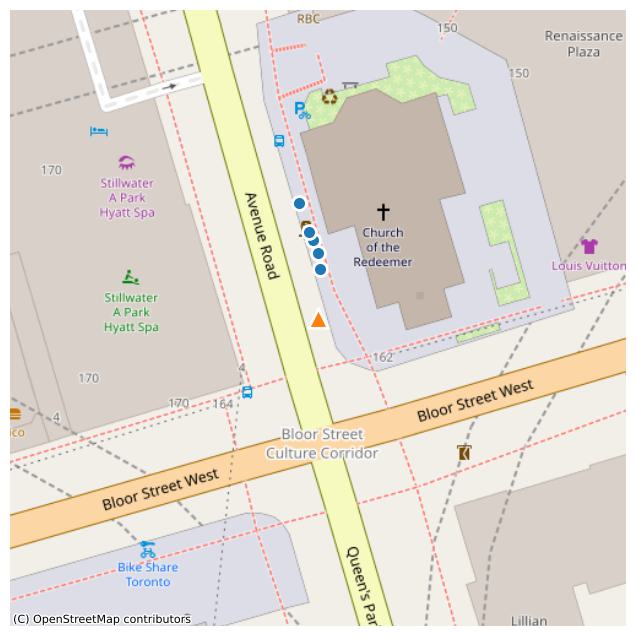 RBC
150
Renaissance
Plaza
150
170
Stillwater
A Park
Hyatt Spa
Avenue Road
Church
of the
Redeemer
Louis Vuitton
Stillwater
A Park
Hyatt Spa
162
4
170
170
164
4
ico
Bloor Street West
Bloor Street
Culture Corridor
Bloor Street West
Bike Share
Toronto
Queen's Par
Lillian
(C) OpenStreetMap contributors